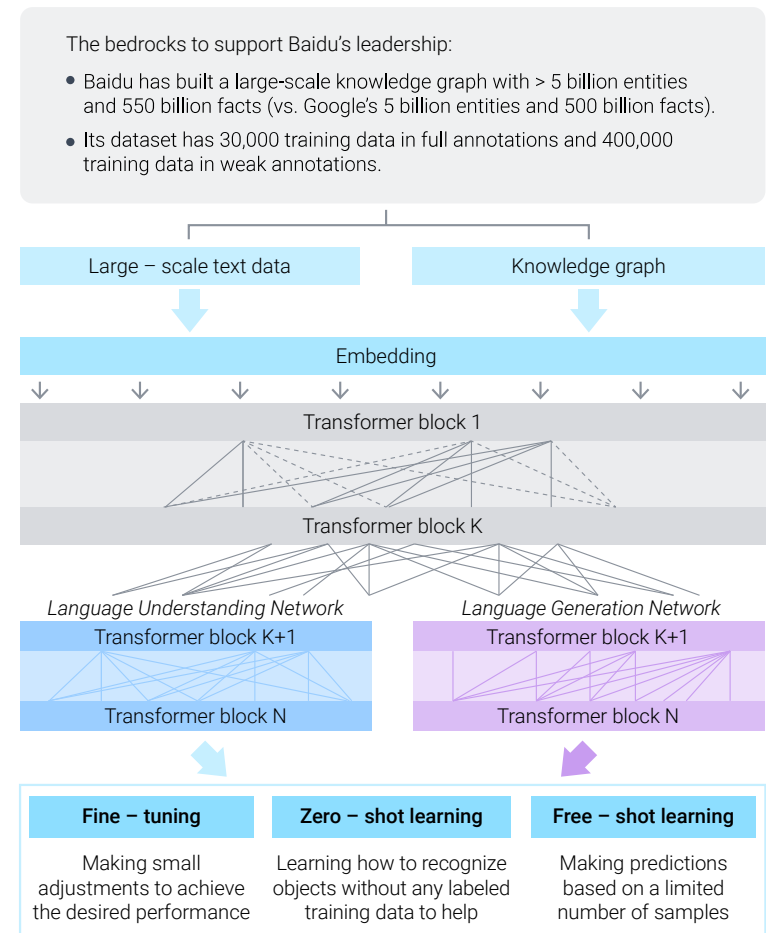 The bedrocks to support Baidu's leadership:
• Baidu has built a large-scale knowledge graph with > 5 billion entities
and 550 billion facts (vs. Google's 5 billion entities and 500 billion facts).
• Its dataset has 30,000 training data in full annotations and 400,000
training data in weak annotations.
Large – scale text data
Knowledge graph
Embedding
Transformer block 1
Transformer block K
Language Understanding Network
Language Generation Network
Transformer block K+1
Transformer block K+1
Transformer block N
Transformer block N
Fine – tuning
Making small
adjustments to achieve
the desired performance
Zero – shot learning
Learning how to recognize
objects without any labeled
training data to help
Free – shot learning
Making predictions
based on a limited
number of samples